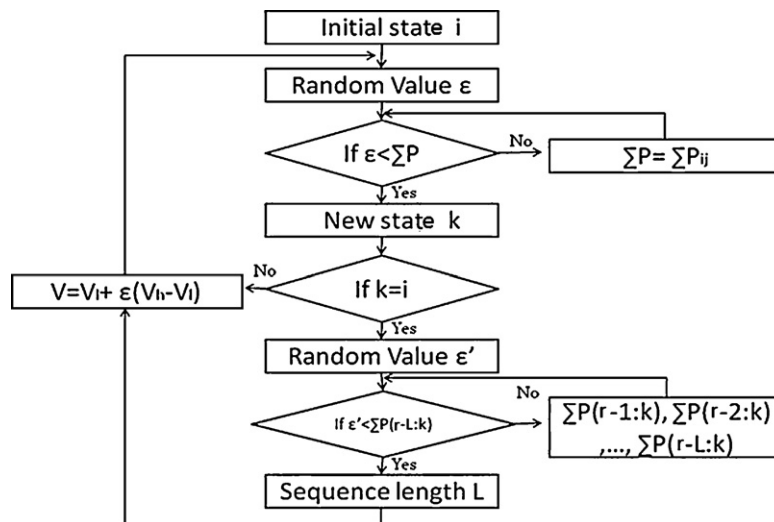 Initial state i
Random Value ε
If ε<∑P
No
∑P= ∑Pij
Yes
New state k
No
V=Vl+ ε(Vh-Vl)
If k=i
Yes
Random Value ε’
No
If ε’<∑P(r-L:k)
∑P(r-1:k), ∑P(r-2:k)
,..., ∑P(r-L:k)
Yes
Sequence length L